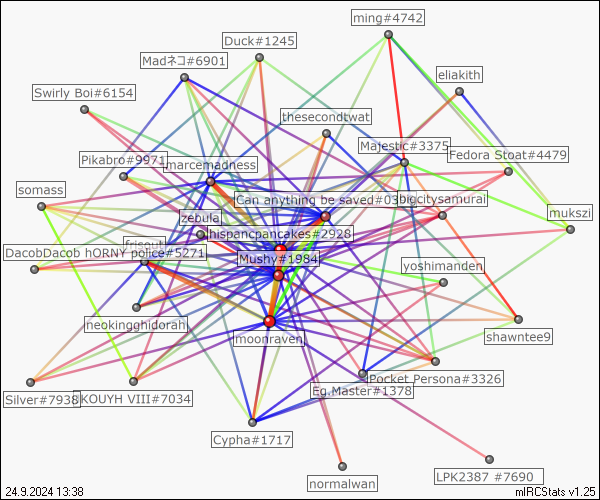 ming#4742
Duck#1245
Madネコ#6901
eliakith
Swirly Boi#6154
thesecondtwat
Majestic#3375
Fedora Stoat#4479
Pikabro#9971
marcemadness
somass
Can anything be saved#03
bigcitysamurai
mukszi
zebula
hispancpancakes#2928
frisout
DacobDacob hORNY police#5271
Mushy#1984
yoshimanden
neokingghidorah
moonraven
shawntee9
Pocket Persona#3326
Eg.Master#1378
Silver#7938
KOUYH VIII#7034
Cypha#1717
normalwan
LPK2387 #7690
24.9.2024 13:38
mIRCStats v1.25